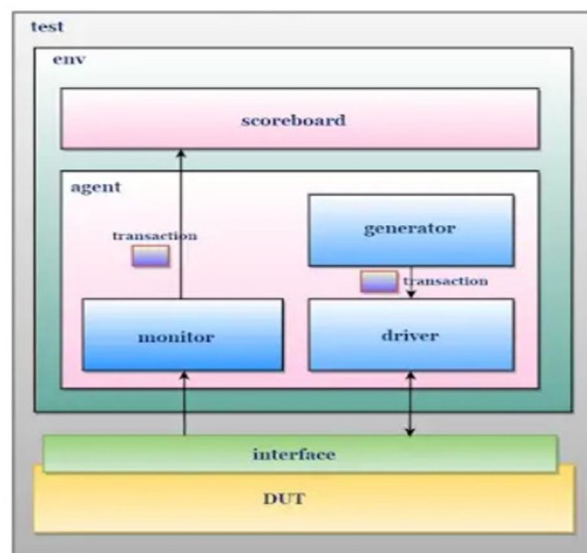 test
env
scoreboard
agent
transaction
generator
transaction
monitor
driver
interface
DUT